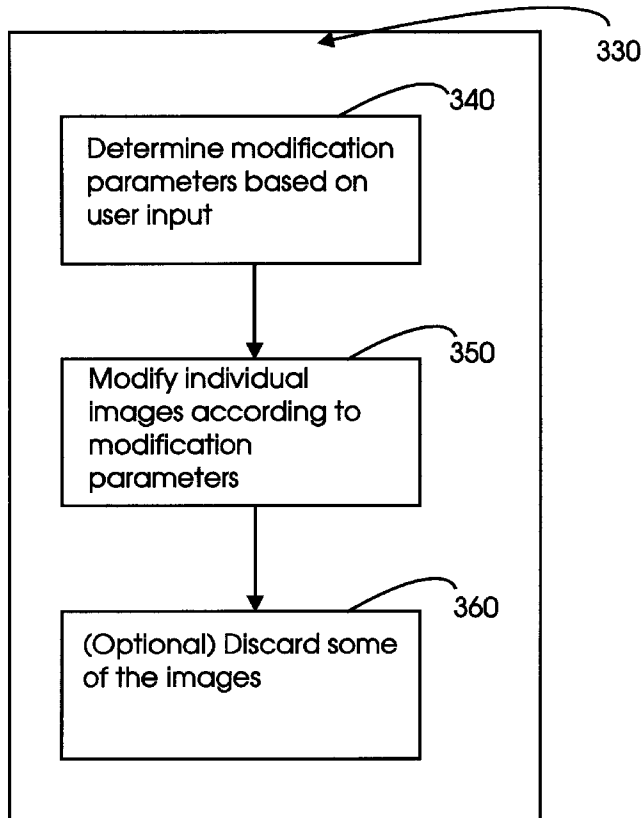 330
340
Determine modification
parameters based on
user input
350
Modify individual
images according to
modification
parameters
360
(Optional) Discard some
of the images